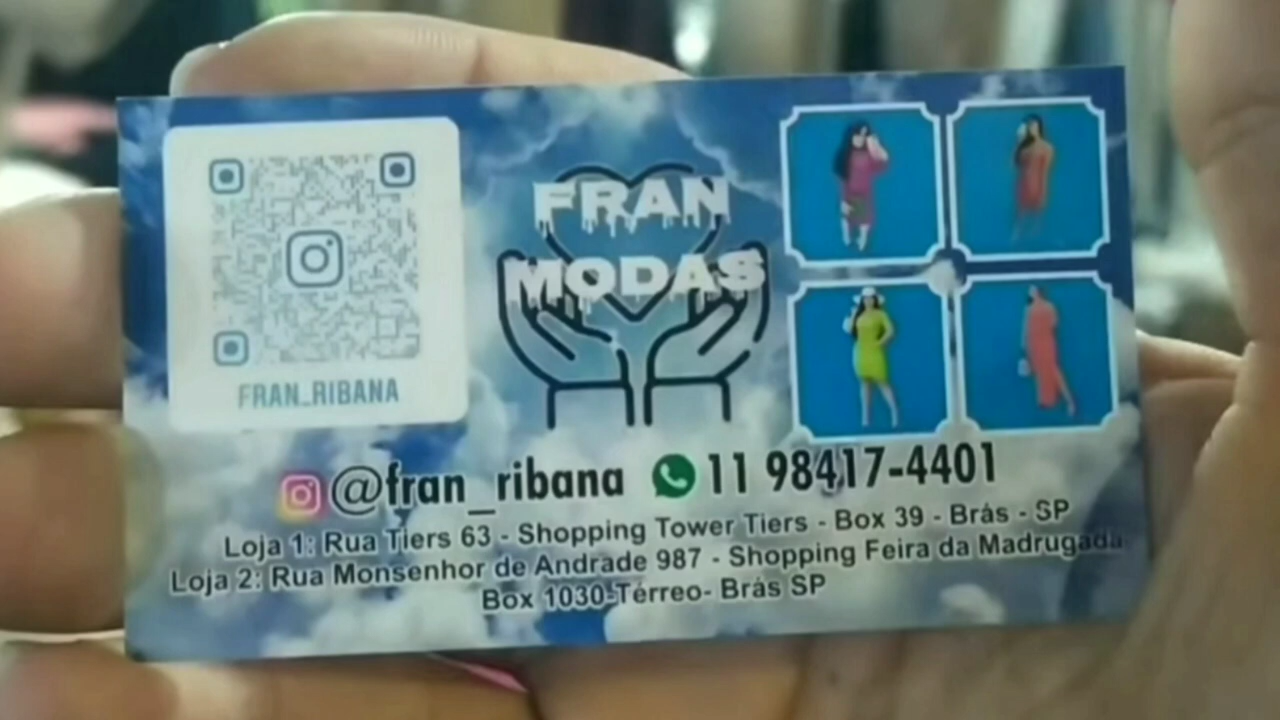 FRAN
MODAS
FRAN_RIBANA
@fran_ribana 11 98417-4401
Loja 1: Rua Tiers 63 - Shopping Tower Tiers - Box 39 - Brás - SP
Loja 2: Rua Monsenhor de Andrade 987 - Shopping Feira da Madrugada
Box 1030-Térreo- Brás SP